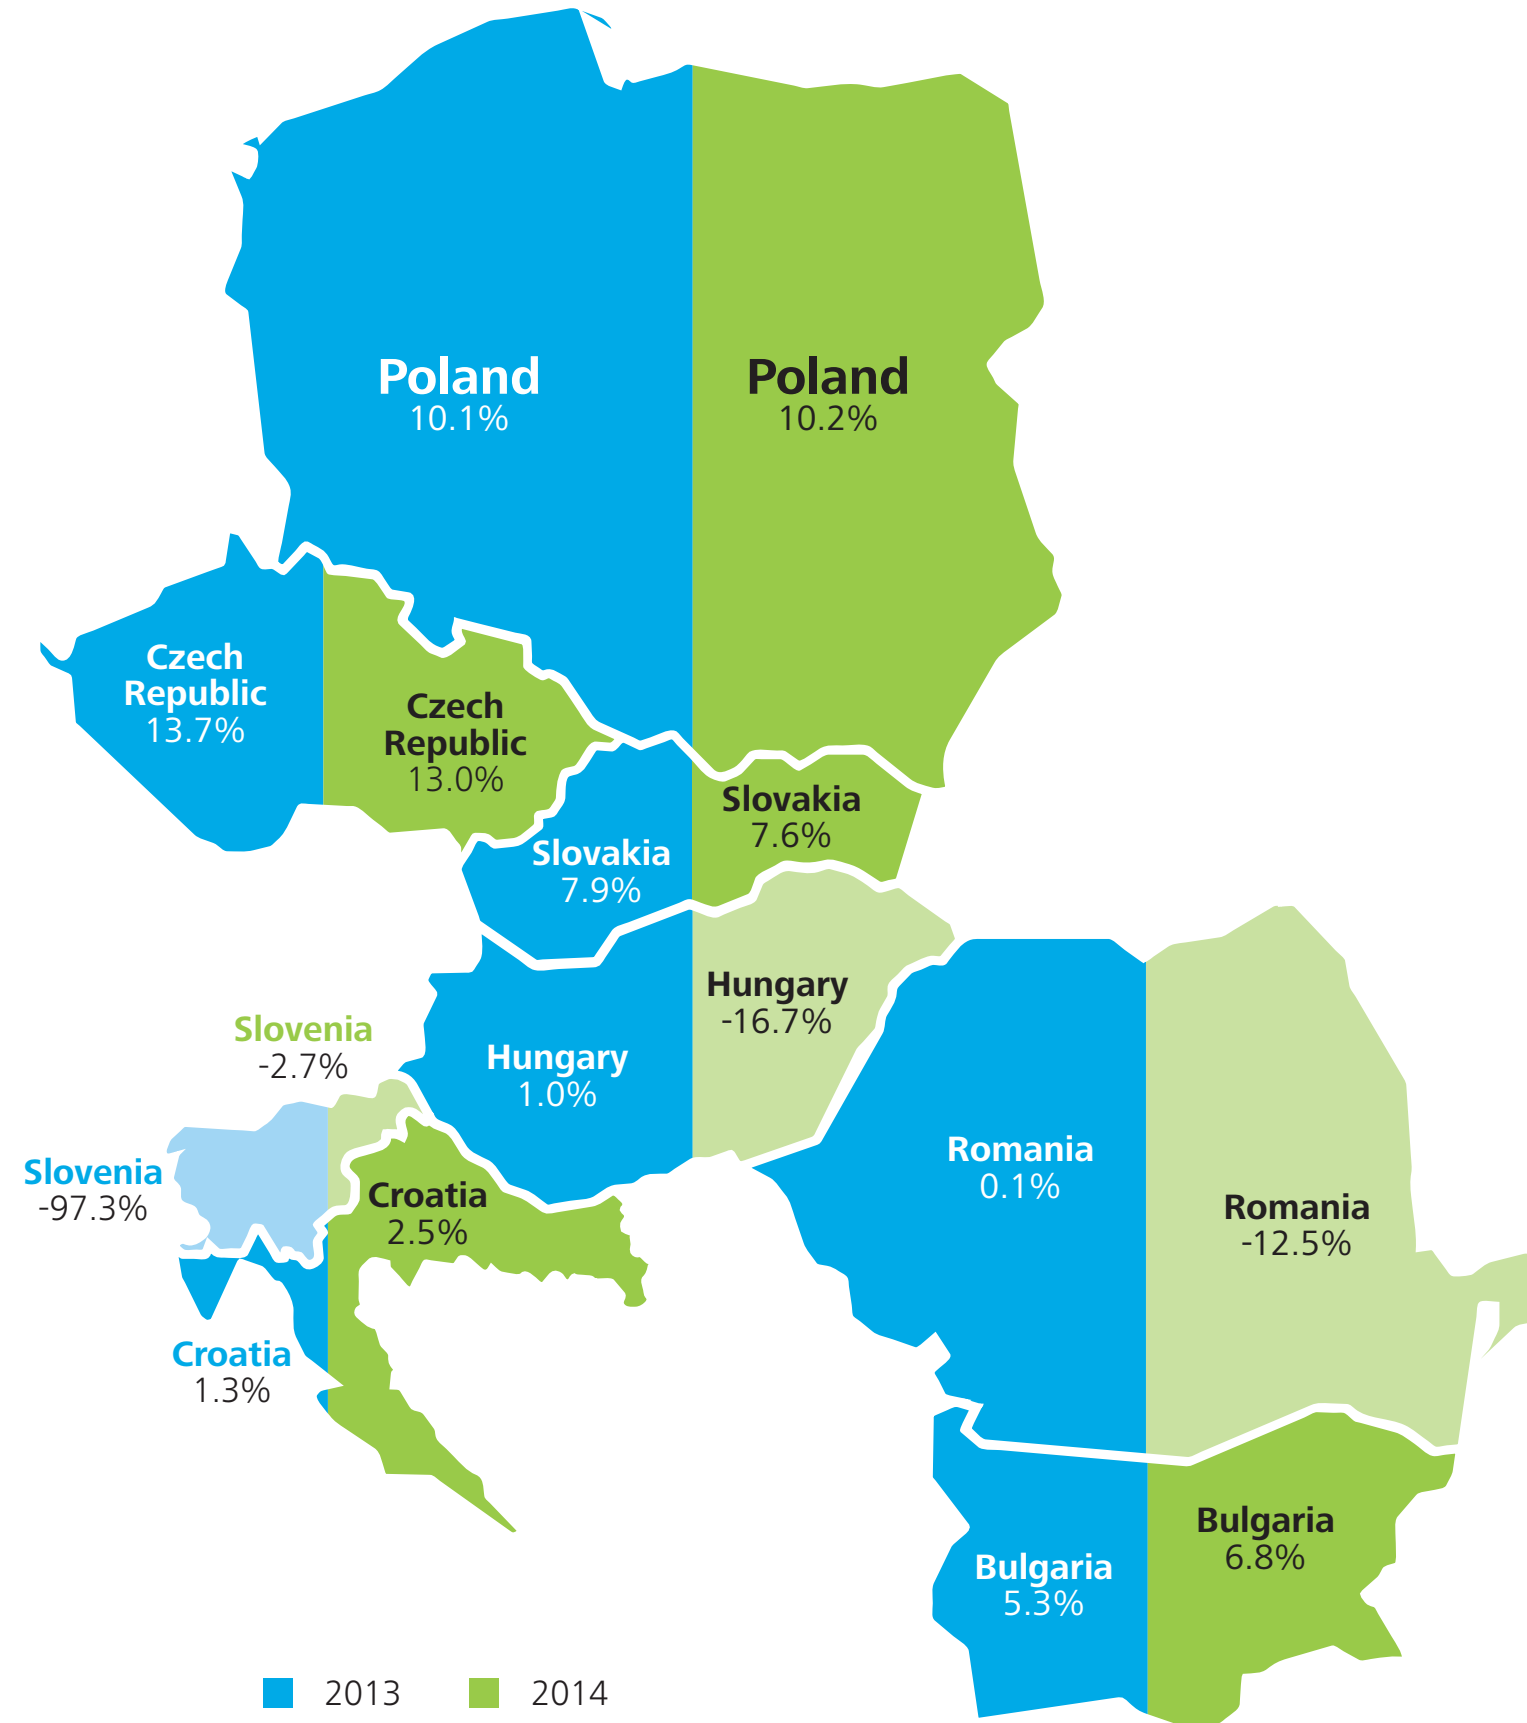 Poland
10.1%
Poland
10.2%
Czech
Republic
13.7%
Czech
Republic
13.0%
Slovakia
7.9%
Slovakia
7.6%
Hungary
1.0%
Hungary
-16.7%
Slovenia
-2.7%
Slovenia
-97.3%
Croatia
2.5%
Croatia
1.3%
Romania
0.1%
Romania
-12.5%
Bulgaria
5.3%
Bulgaria
6.8%
2013
2014